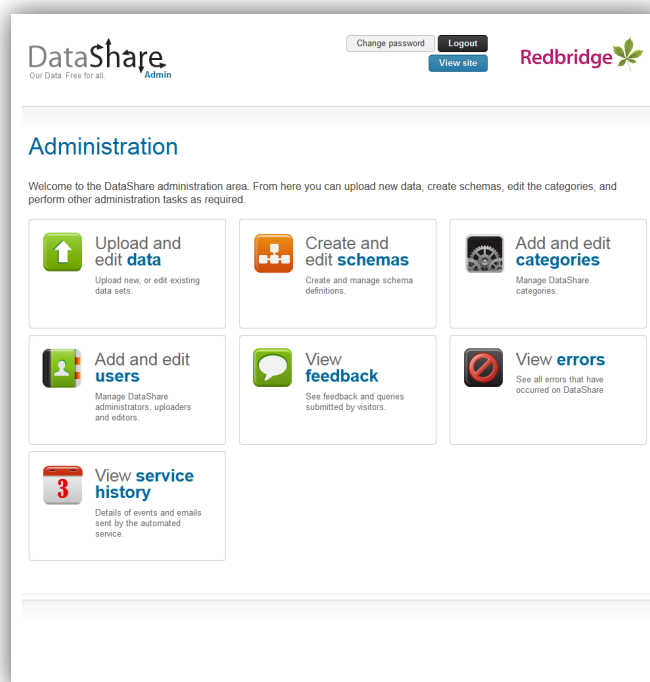 DataShare
Our Data. Free for all.
Admin
Change password
Logout
View site
Redbridge
Administration
Welcome to the DataShare administration area. From here you can upload new data, create schemas, edit the categories, and
perform other administration tasks as required.
Upload and
edit data
Upload new, or edit existing
data sets.
Create and
edit schemas
Create and manage schema
definitions.
Add and edit
categories
Manage DataShare
categories.
Add and edit
users
Manage DataShare
administrators, uploaders
and editors.
View
feedback
See feedback and queries
submitted by visitors.
View errors
See all errors that have
occurred on DataShare
3
View service
history
Details of events and emails
sent by the automated
service.